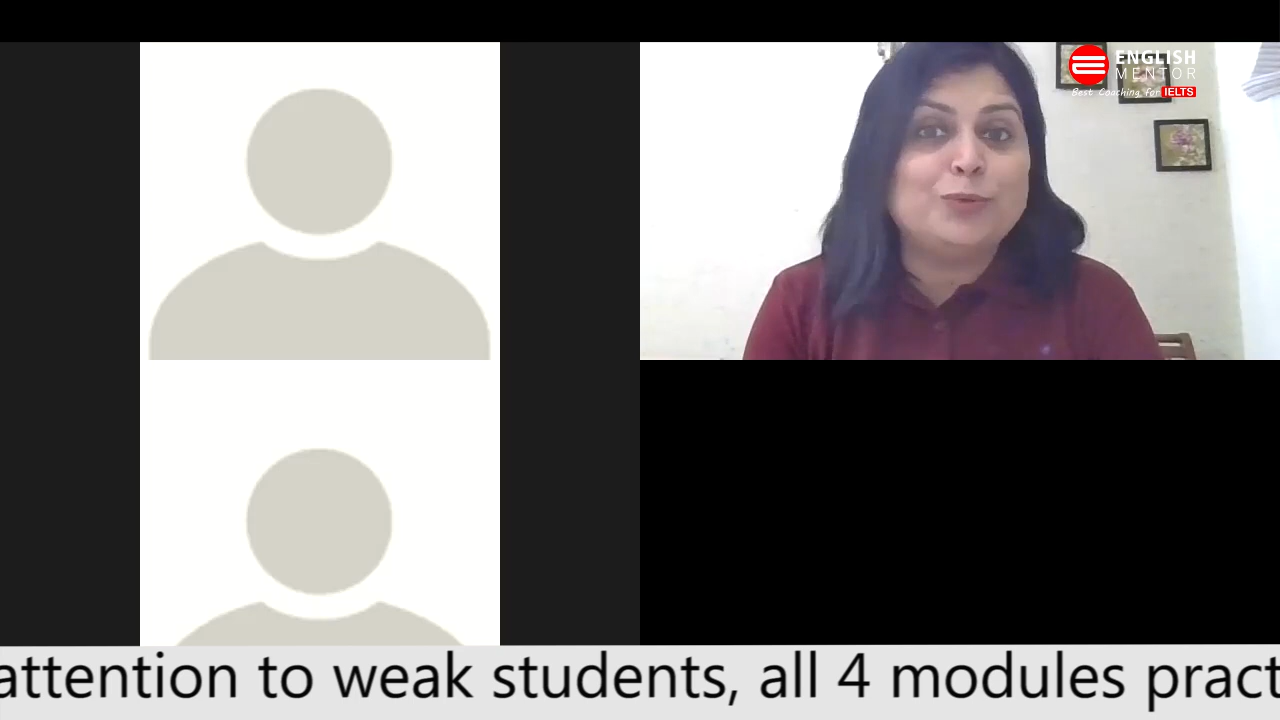 ENGLISH
MENTOR
Best Coaching for IELTS
attention to weak students, all 4 modules pract